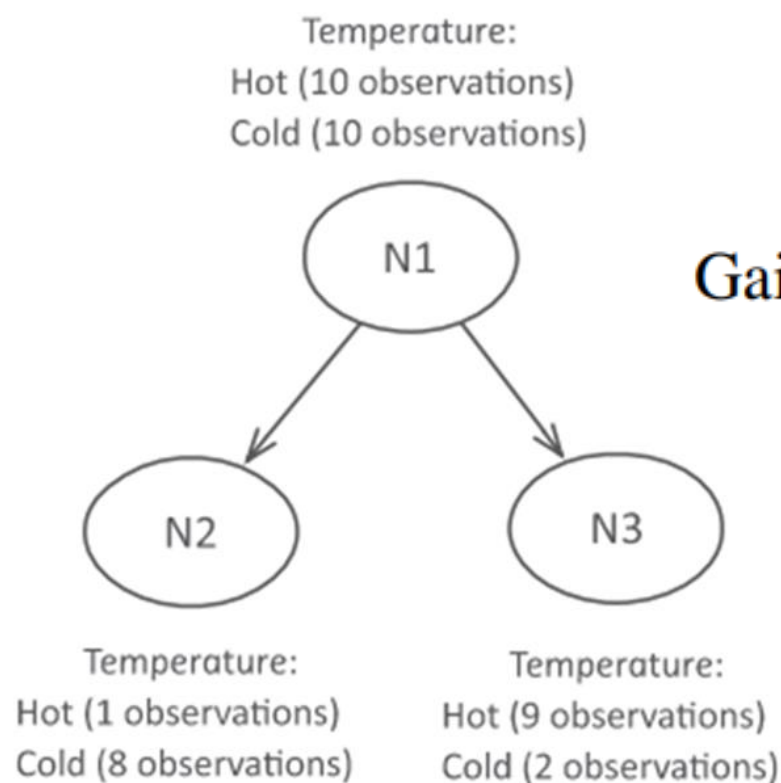 Temperature:
Hot (10 observations)
Cold (10 observations)
N1
Gai
N2
N3
Temperature:
Hot (1 observations)
Cold (8 observations)
Temperature:
Hot (9 observations)
Cold (2 observations)